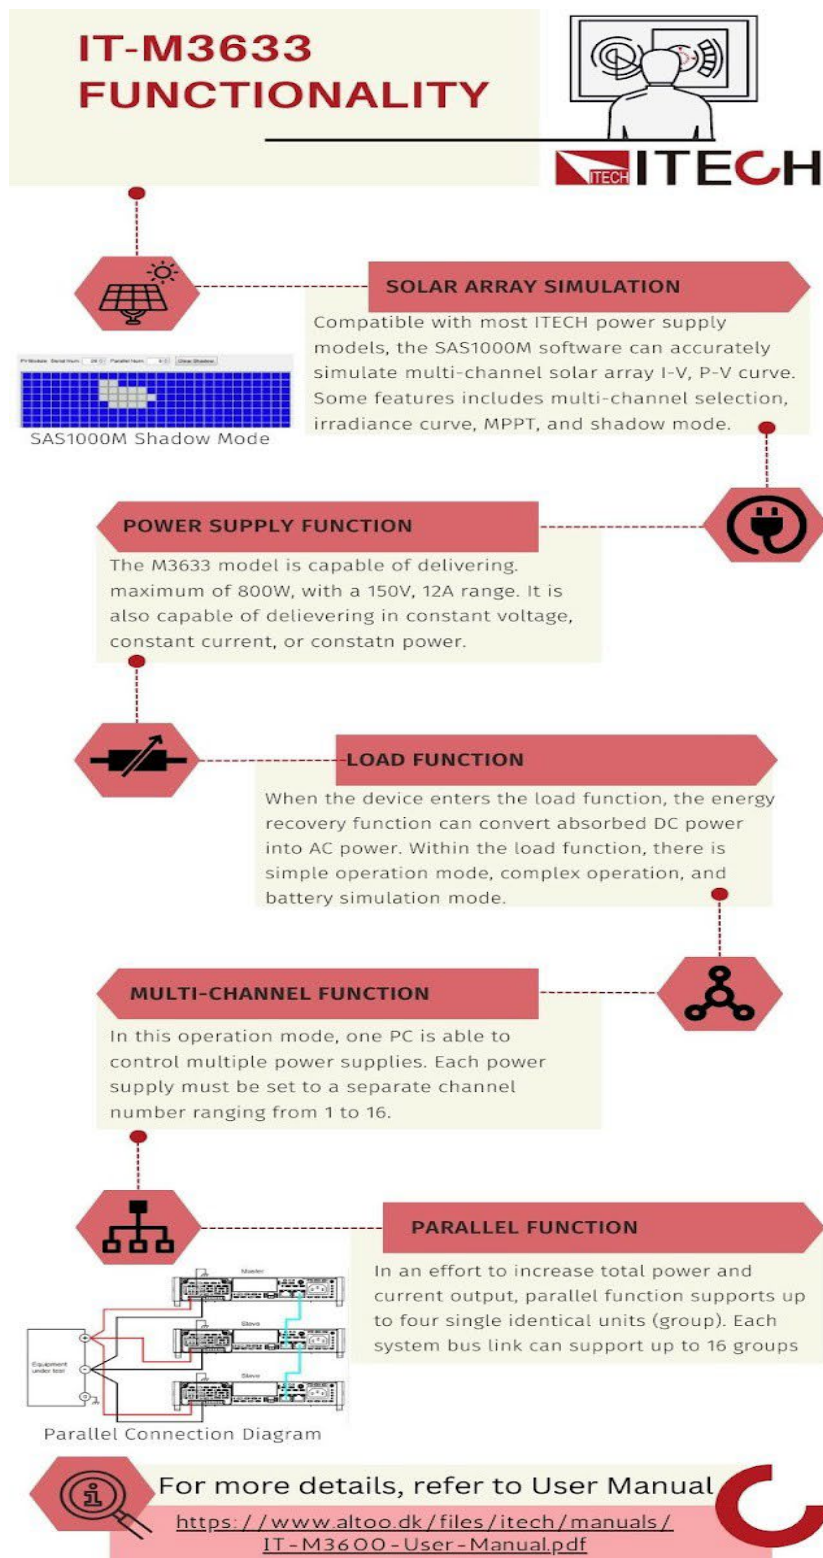 IT-M3633
FUNCTIONALITY
ITECH
ITECH
SOLAR ARRAY SIMULATION
Compatible with most ITECH power supply
models, the SAS1000M software can accurately
simulate multi-channel solar array I-V, P-V curve.
Some features includes multi-channel selection,
irradiance curve, MPPT, and shadow mode.
PV Module Serial Num: Parallel Num: Clear Shadow
SAS1000M Shadow Mode
POWER SUPPLY FUNCTION
The M3633 model is capable of delivering.
maximum of 800W, with a 150V, 12A range. It is
also capable of delievering in constant voltage,
constant current, or constatn power.
LOAD FUNCTION
When the device enters the load function, the energy
recovery function can convert absorbed DC power
into AC power. Within the load function, there is
simple operation mode, complex operation, and
battery simulation mode.
MULTI-CHANNEL FUNCTION
In this operation mode, one PC is able to
control multiple power supplies. Each power
supply must be set to a separate channel
number ranging from 1 to 16.
PARALLEL FUNCTION
In an effort to increase total power and
current output, parallel function supports up
to four single identical units (group). Each
system bus link can support up to 16 groups
Master
Slave
Equipment
under test
Slave
Parallel Connection Diagram
For more details, refer to User Manual
https://www.altoo.dk/files/itech/manuals/
IT-M3600-User-Manual.pdf